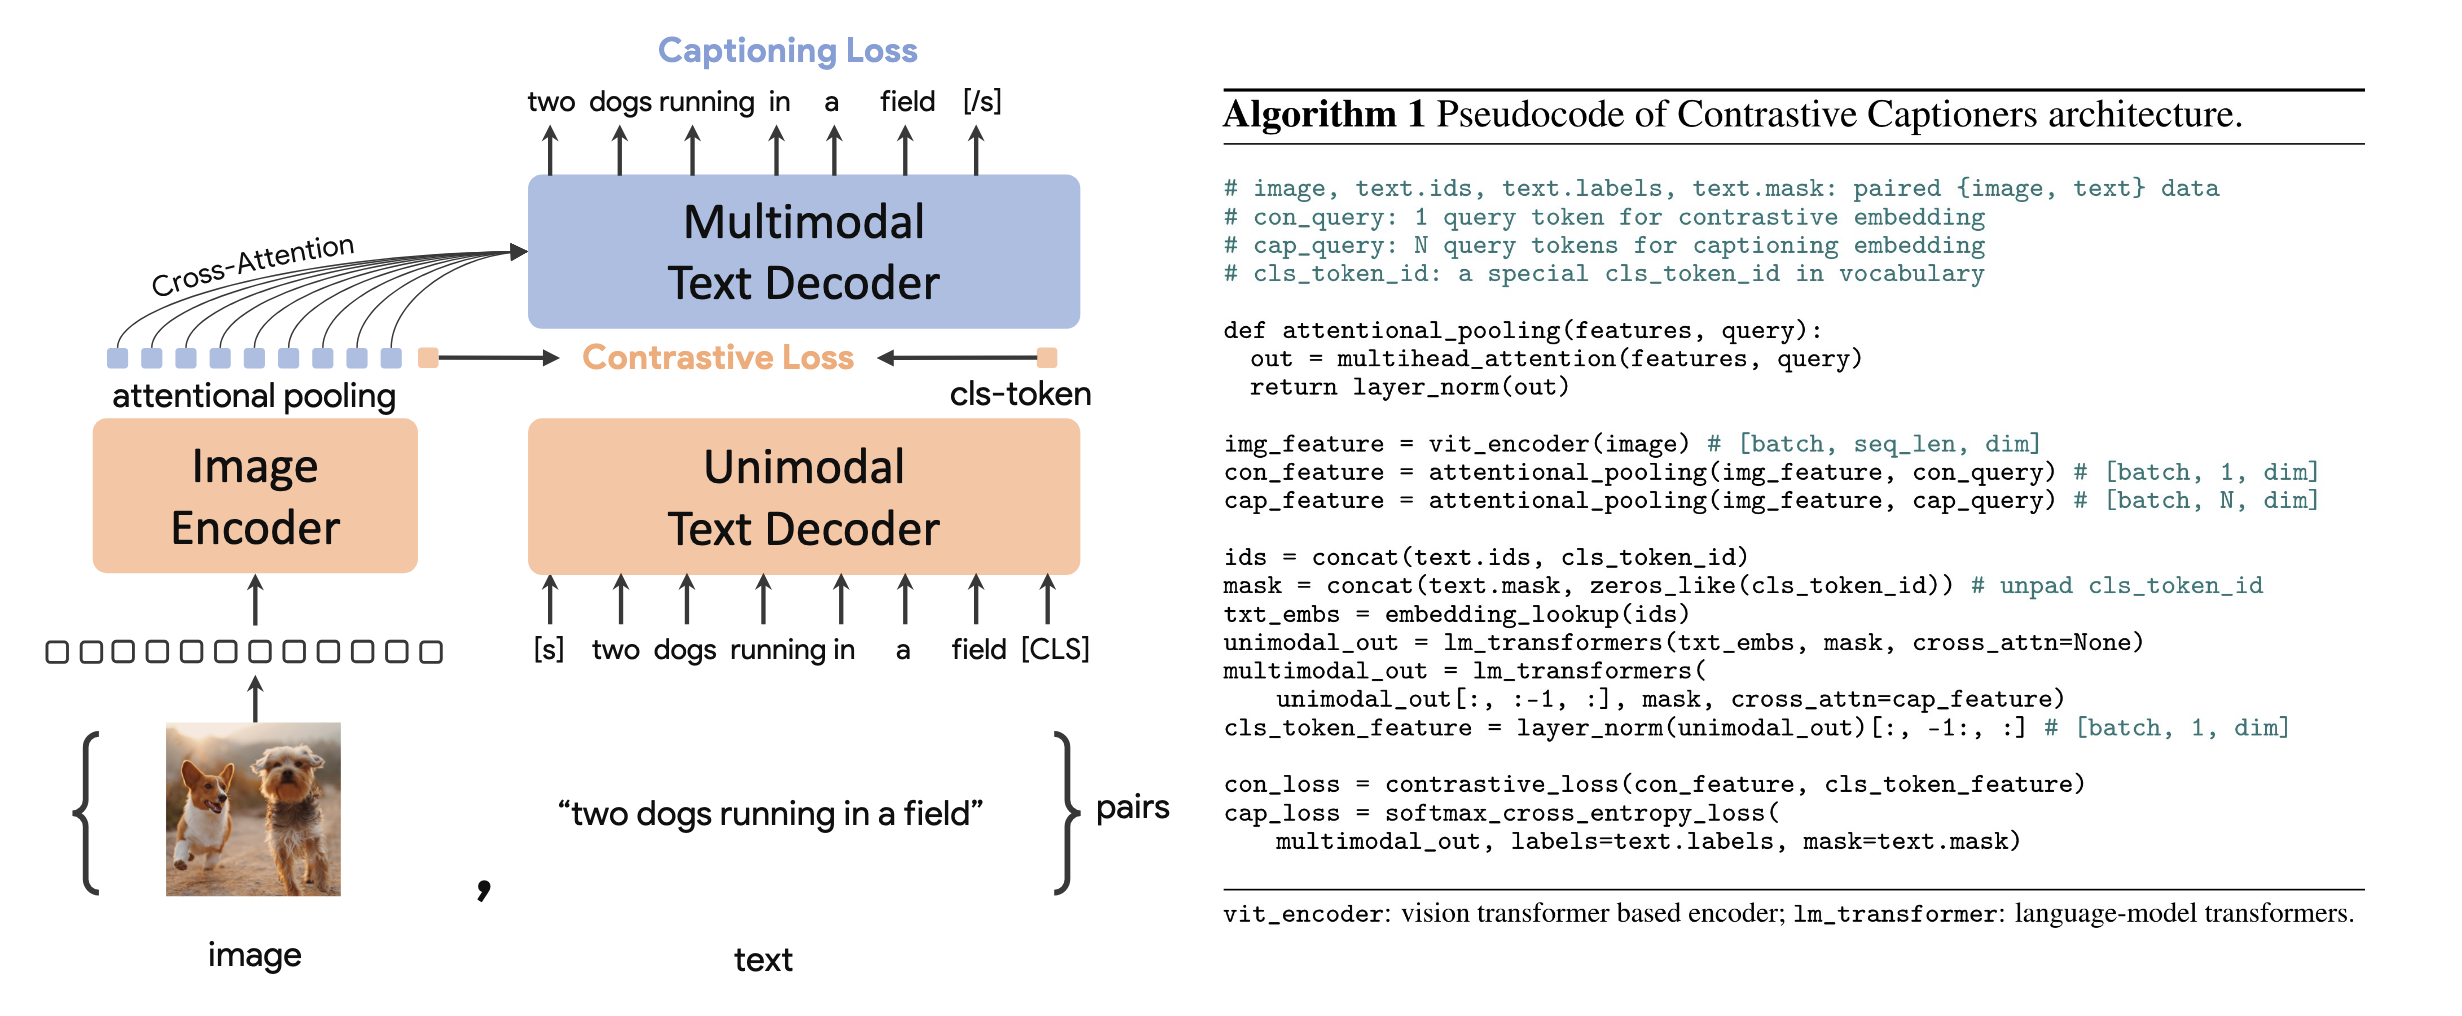 Captioning Loss
two dogs running in a field [/s]
Multimodal
Text Decoder
Cross-Attention
Contrastive Loss
attentional pooling
cls-token
Image
Encoder
Unimodal
Text Decoder
[s] two dogs running in a field [CLS]
“two dogs running in a field”
pairs
,
image
text
Algorithm 1 Pseudocode of Contrastive Captioners architecture.
# image, text.ids, text.labels, text.mask: paired {image, text} data
# con_query: 1 query token for contrastive embedding
# cap_query: N query tokens for captioning embedding
# cls_token_id: a special cls_token_id in vocabulary
def attentional_pooling(features, query):
  out = multihead_attention(features, query)
  return layer_norm(out)
img_feature = vit_encoder(image) # [batch, seq_len, dim]
con_feature = attentional_pooling(img_feature, con_query) # [batch, 1, dim]
cap_feature = attentional_pooling(img_feature, cap_query) # [batch, N, dim]
ids = concat(text.ids, cls_token_id)
mask = concat(text.mask, zeros_like(cls_token_id)) # unpad cls_token_id
txt_embs = embedding_lookup(ids)
unimodal_out = lm_transformers(txt_embs, mask, cross_attn=None)
multimodal_out = lm_transformers(
    unimodal_out[:, :-1, :], mask, cross_attn=cap_feature)
cls_token_feature = layer_norm(unimodal_out)[:, -1:, :] # [batch, 1, dim]
con_loss = contrastive_loss(con_feature, cls_token_feature)
cap_loss = softmax_cross_entropy_loss(
    multimodal_out, labels=text.labels, mask=text.mask)
vit_encoder: vision transformer based encoder; lm_transformer: language-model transformers.